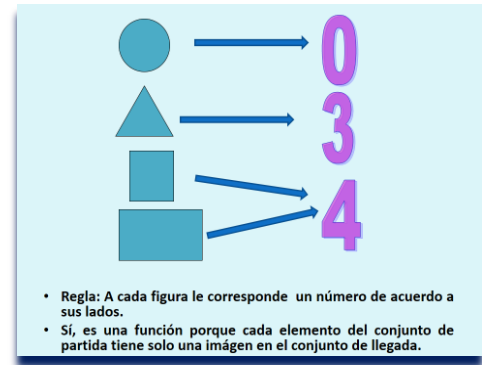 0
3
4
• Regla: A cada figura le corresponde un número de acuerdo a
sus lados.
• Sí, es una función porque cada elemento del conjunto de
partida tiene solo una imágen en el conjunto de llegada.